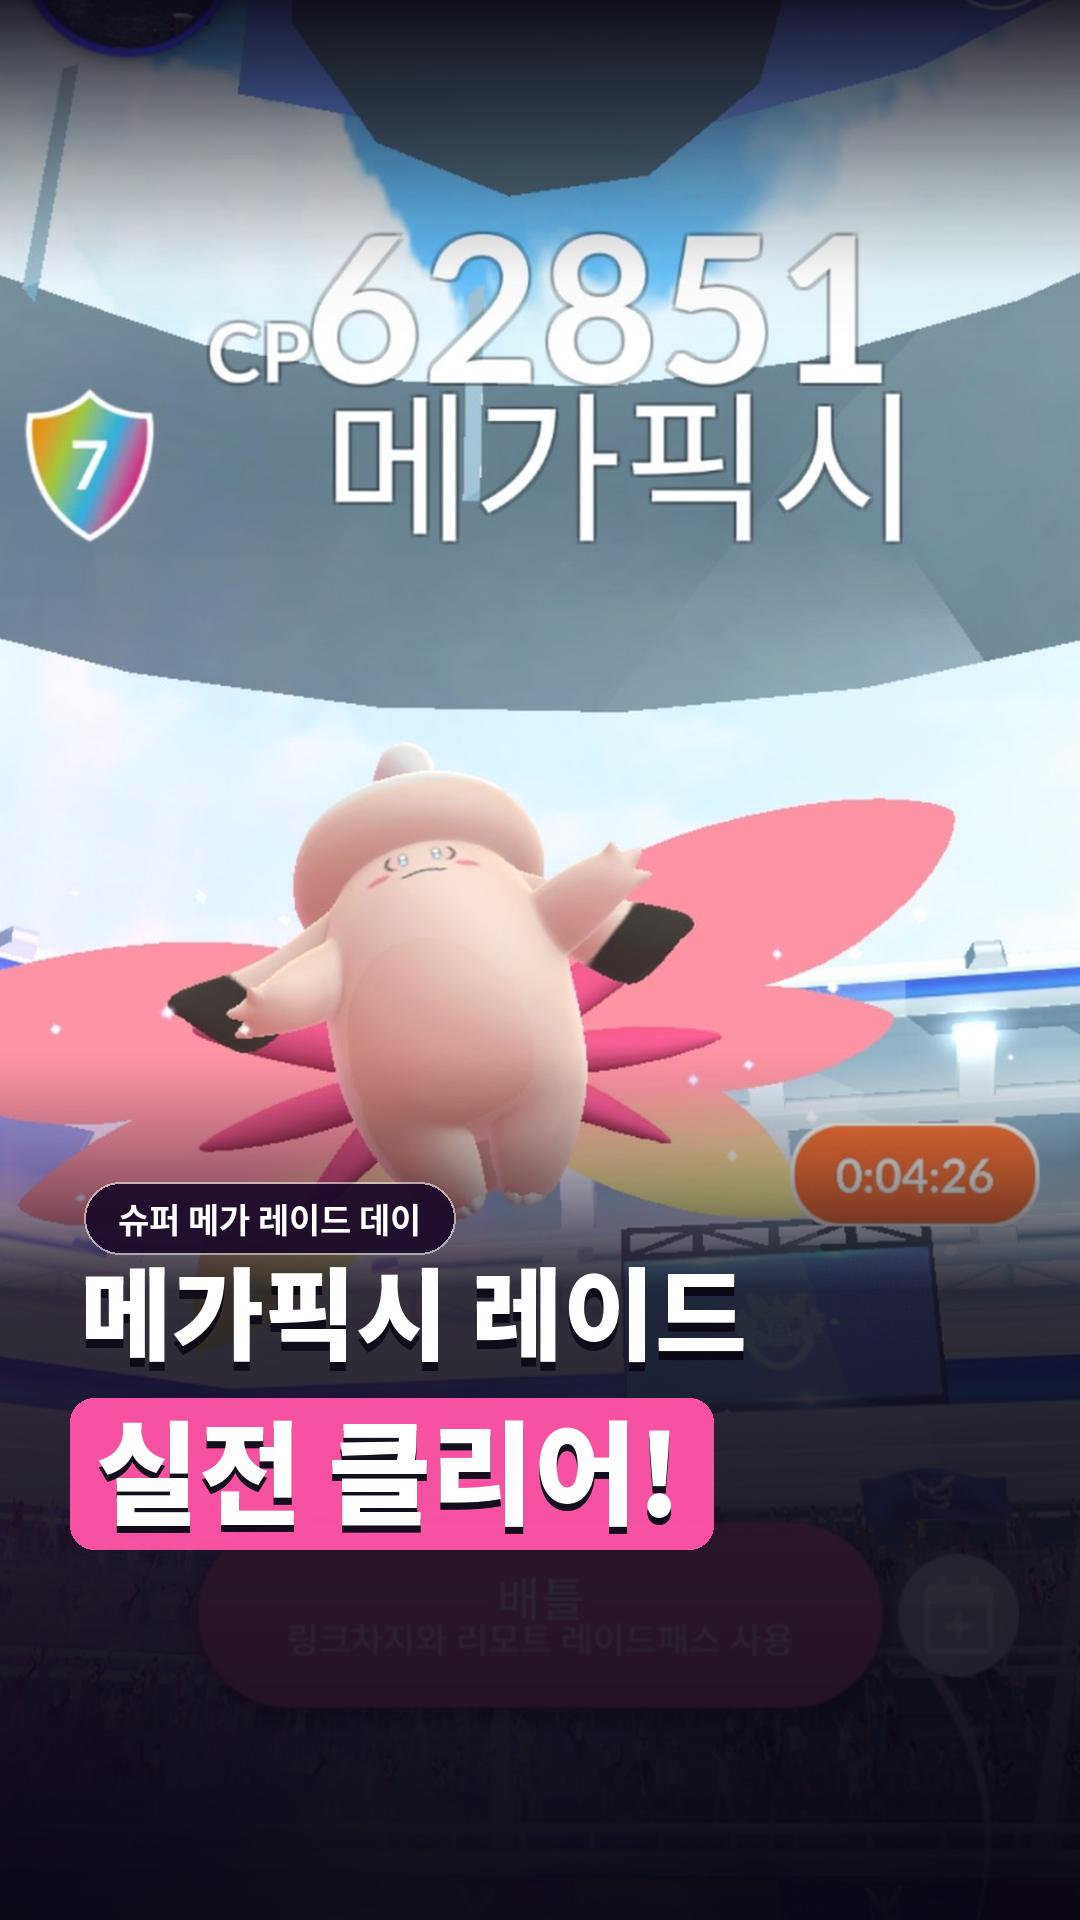 CP62851
메가픽시
7
0:04:26
슈퍼 메가 레이드 데이
메가픽시 레이드
실전 클리어!
배틀
링크차지와 리모트 레이드패스 사용